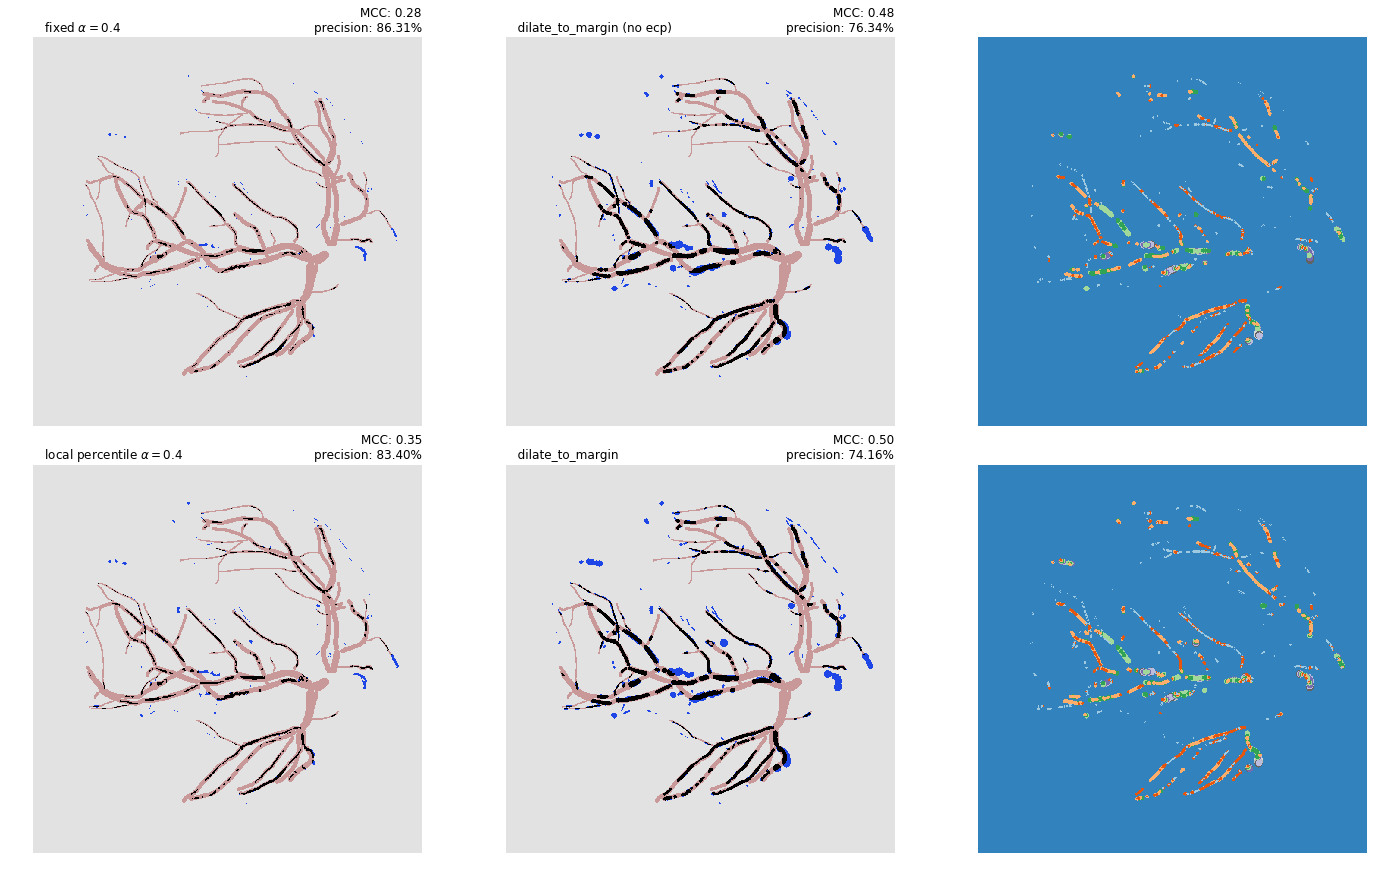 MCC: 0.28
fixed α = 0.4 precision: 86.31%
MCC: 0.48
dilate_to_margin (no ecp) precision: 76.34%
MCC: 0.35
local percentile α = 0.4 precision: 83.40%
MCC: 0.50
dilate_to_margin precision: 74.16%